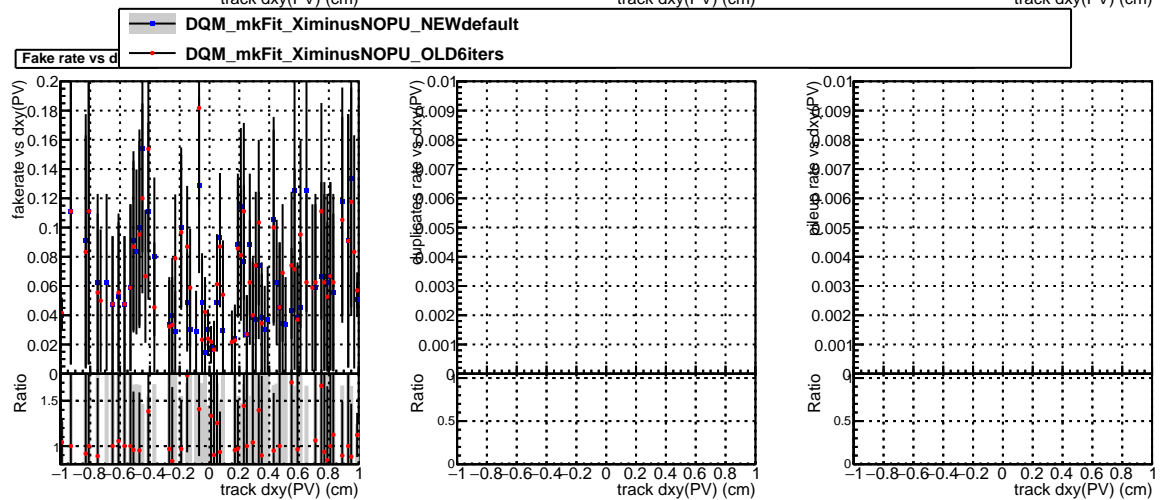 track dxy(PV) (cm) track dxy(PV) (cm) track dxy(PV) (cm)
DQM_mkFit_XiminusNOPU_NEWdefault
DQM_mkFit_XiminusNOPU_OLD6iters
Fake rate vs d
fakerate vs dxy(PV)
0.2
0.18
0.16
0.14
0.12
0.1
0.08
0.06
0.04
0.02
0
Ratio
1.5
1
−1 −0.8 −0.6 −0.4 −0.2 0 0.2 0.4 0.6 0.8 1
track dxy(PV) (cm)
duplicates rate vs dxy(PV)
0.01
0.009
0.008
0.007
0.006
0.005
0.004
0.003
0.002
0.001
0
Ratio
1
0.5
0
−1 −0.8 −0.6 −0.4 −0.2 0 0.2 0.4 0.6 0.8 1
track dxy(PV) (cm)
pileup rate vs dxy(PV)
0.01
0.009
0.008
0.007
0.006
0.005
0.004
0.003
0.002
0.001
0
Ratio
1
0.5
0
−1 −0.8 −0.6 −0.4 −0.2 0 0.2 0.4 0.6 0.8 1
track dxy(PV) (cm)